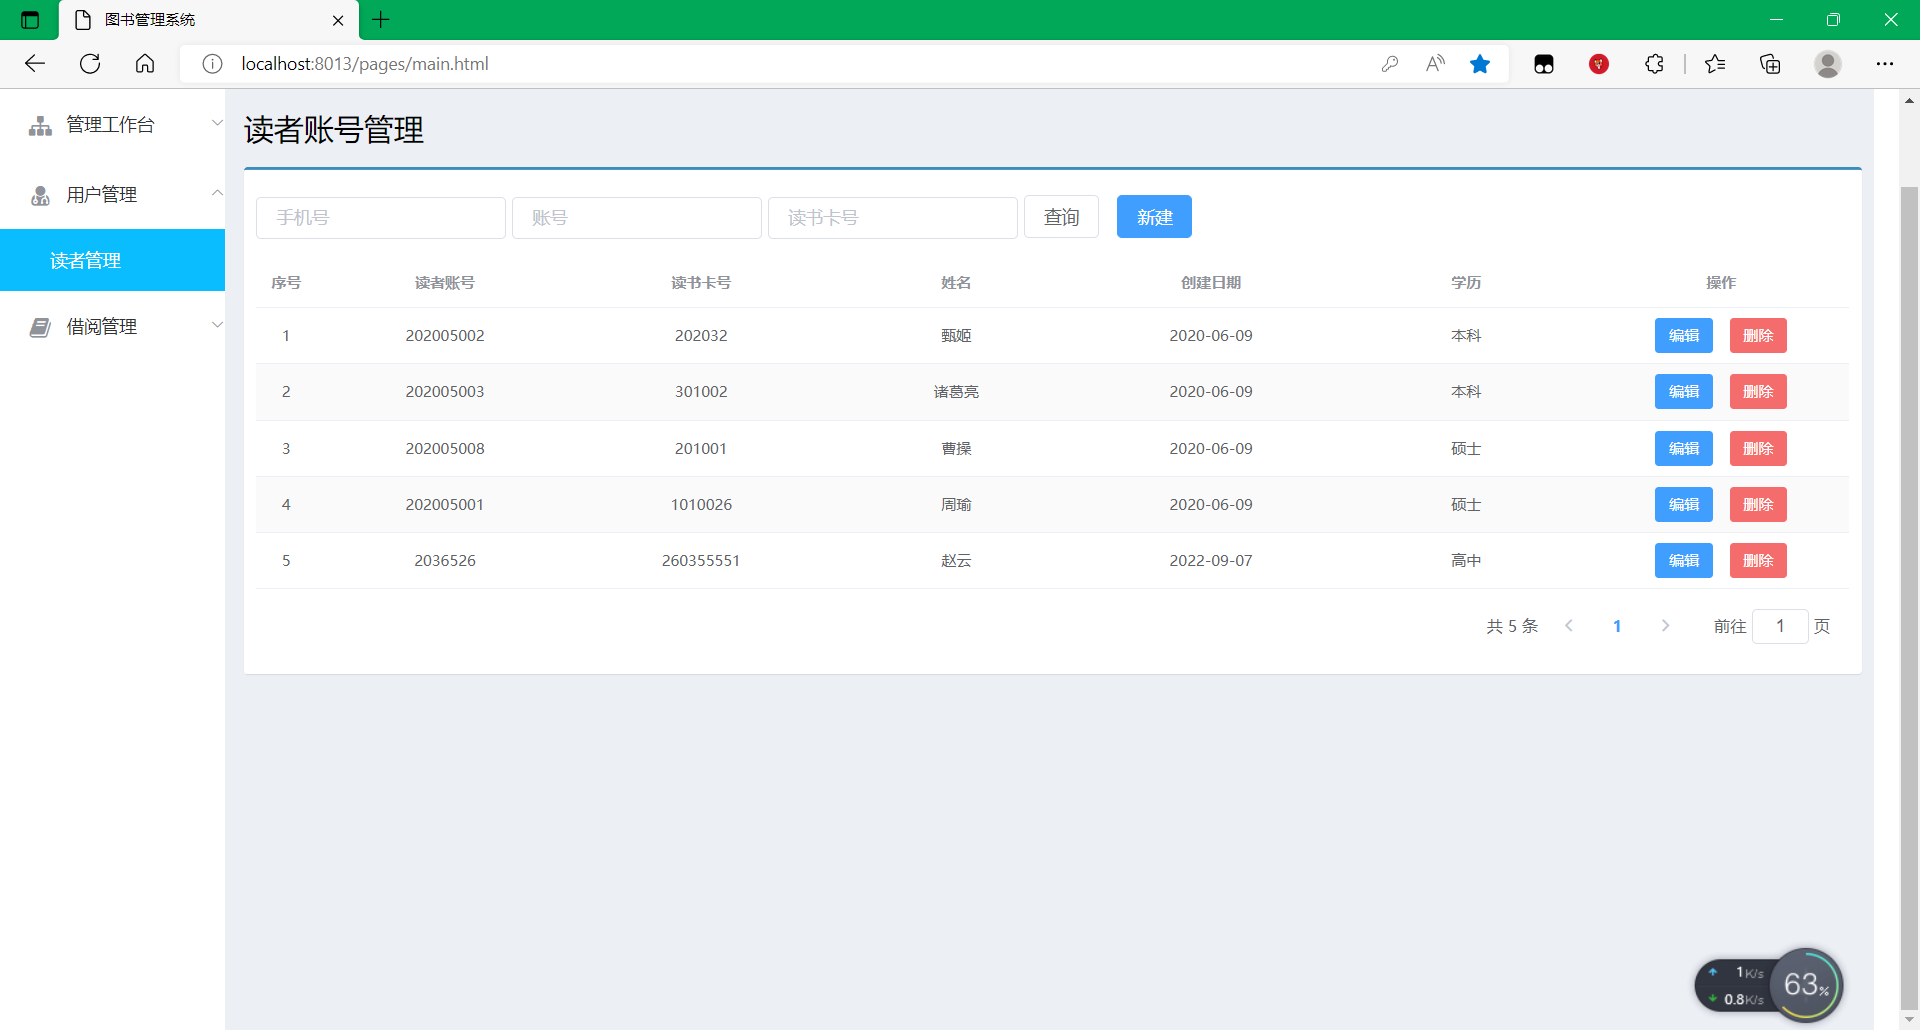 图书管理系统
localhost:8013/pages/main.html
管理工作台
用户管理
读者管理
借阅管理
读者账号管理
手机号 账号 读书卡号 查询 新建
序号 读者账号 读书卡号 姓名 创建日期 学历 操作
1 202005002 202032 甄姬 2020-06-09 本科 编辑 删除
2 202005003 301002 诸葛亮 2020-06-09 本科 编辑 删除
3 202005008 201001 曹操 2020-06-09 硕士 编辑 删除
4 202005001 1010026 周瑜 2020-06-09 硕士 编辑 删除
5 2036526 260355551 赵云 2022-09-07 高中 编辑 删除
共 5 条 1 前往 1 页
1K/s
0.8K/s
63%